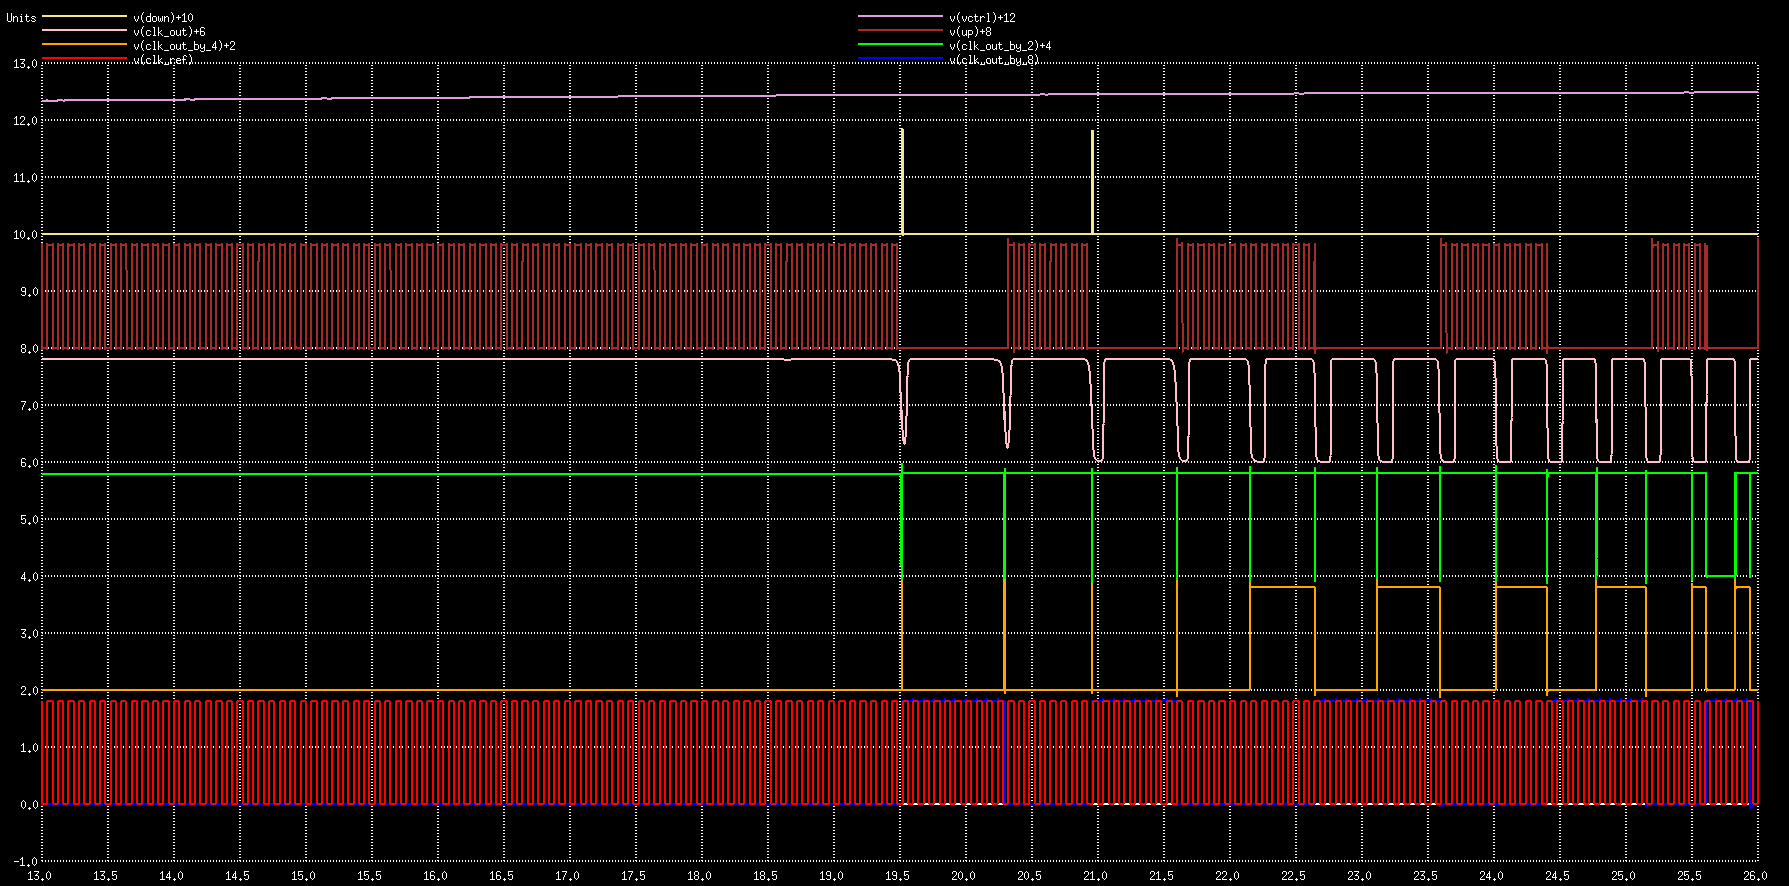 Units
v(down)+10 v(vctrl)+12
v(clk_out)+6 v(up)+8
v(clk_out_by_4)+2 v(clk_out_by_2)+4
v(clk_ref) v(clk_out_by_8)
13.0
12.0
11.0
10.0
9.0
8.0
7.0
6.0
5.0
4.0
3.0
2.0
1.0
0.0
-1.0
13.0 13.5 14.0 14.5 15.0 15.5 16.0 16.5 17.0 17.5 18.0 18.5 19.0 19.5 20.0 20.5 21.0 21.5 22.0 22.5 23.0 23.5 24.0 24.5 25.0 25.5 26.0